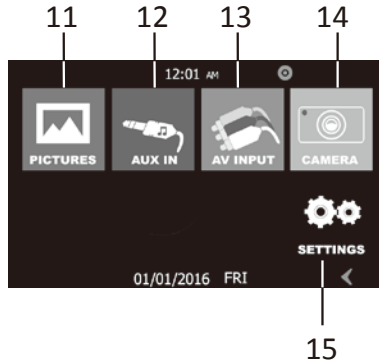 11 12 13 14
12:01 AM
PICTURES AUX IN AV INPUT CAMERA
SETTINGS
01/01/2016 FRI
15